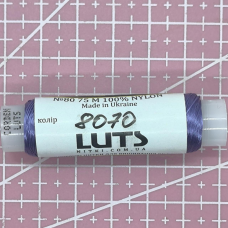 №80 75 M 100% NYLON
Made in Ukraine
колір
8070
LUTS
NITKI.COM.UA